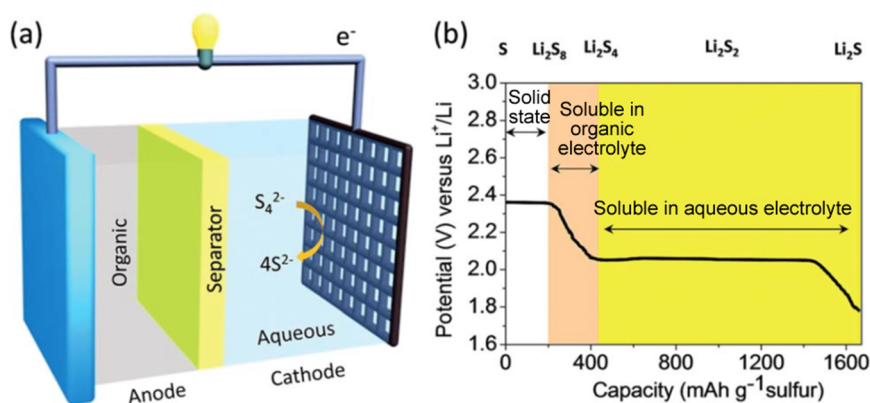 (a)
e⁻
Organic
Separator
S₄²⁻
4S²⁻
Aqueous
Anode
Cathode
(b)
S Li₂S₈ Li₂S₄ Li₂S₂ Li₂S
Potential (V) versus Li⁺/Li
3.0
2.8
2.6
2.4
2.2
2.0
1.8
1.6
Solid
state
Soluble in
organic
electrolyte
Soluble in aqueous electrolyte
0 400 800 1200 1600
Capacity (mAh g⁻¹sulfur)